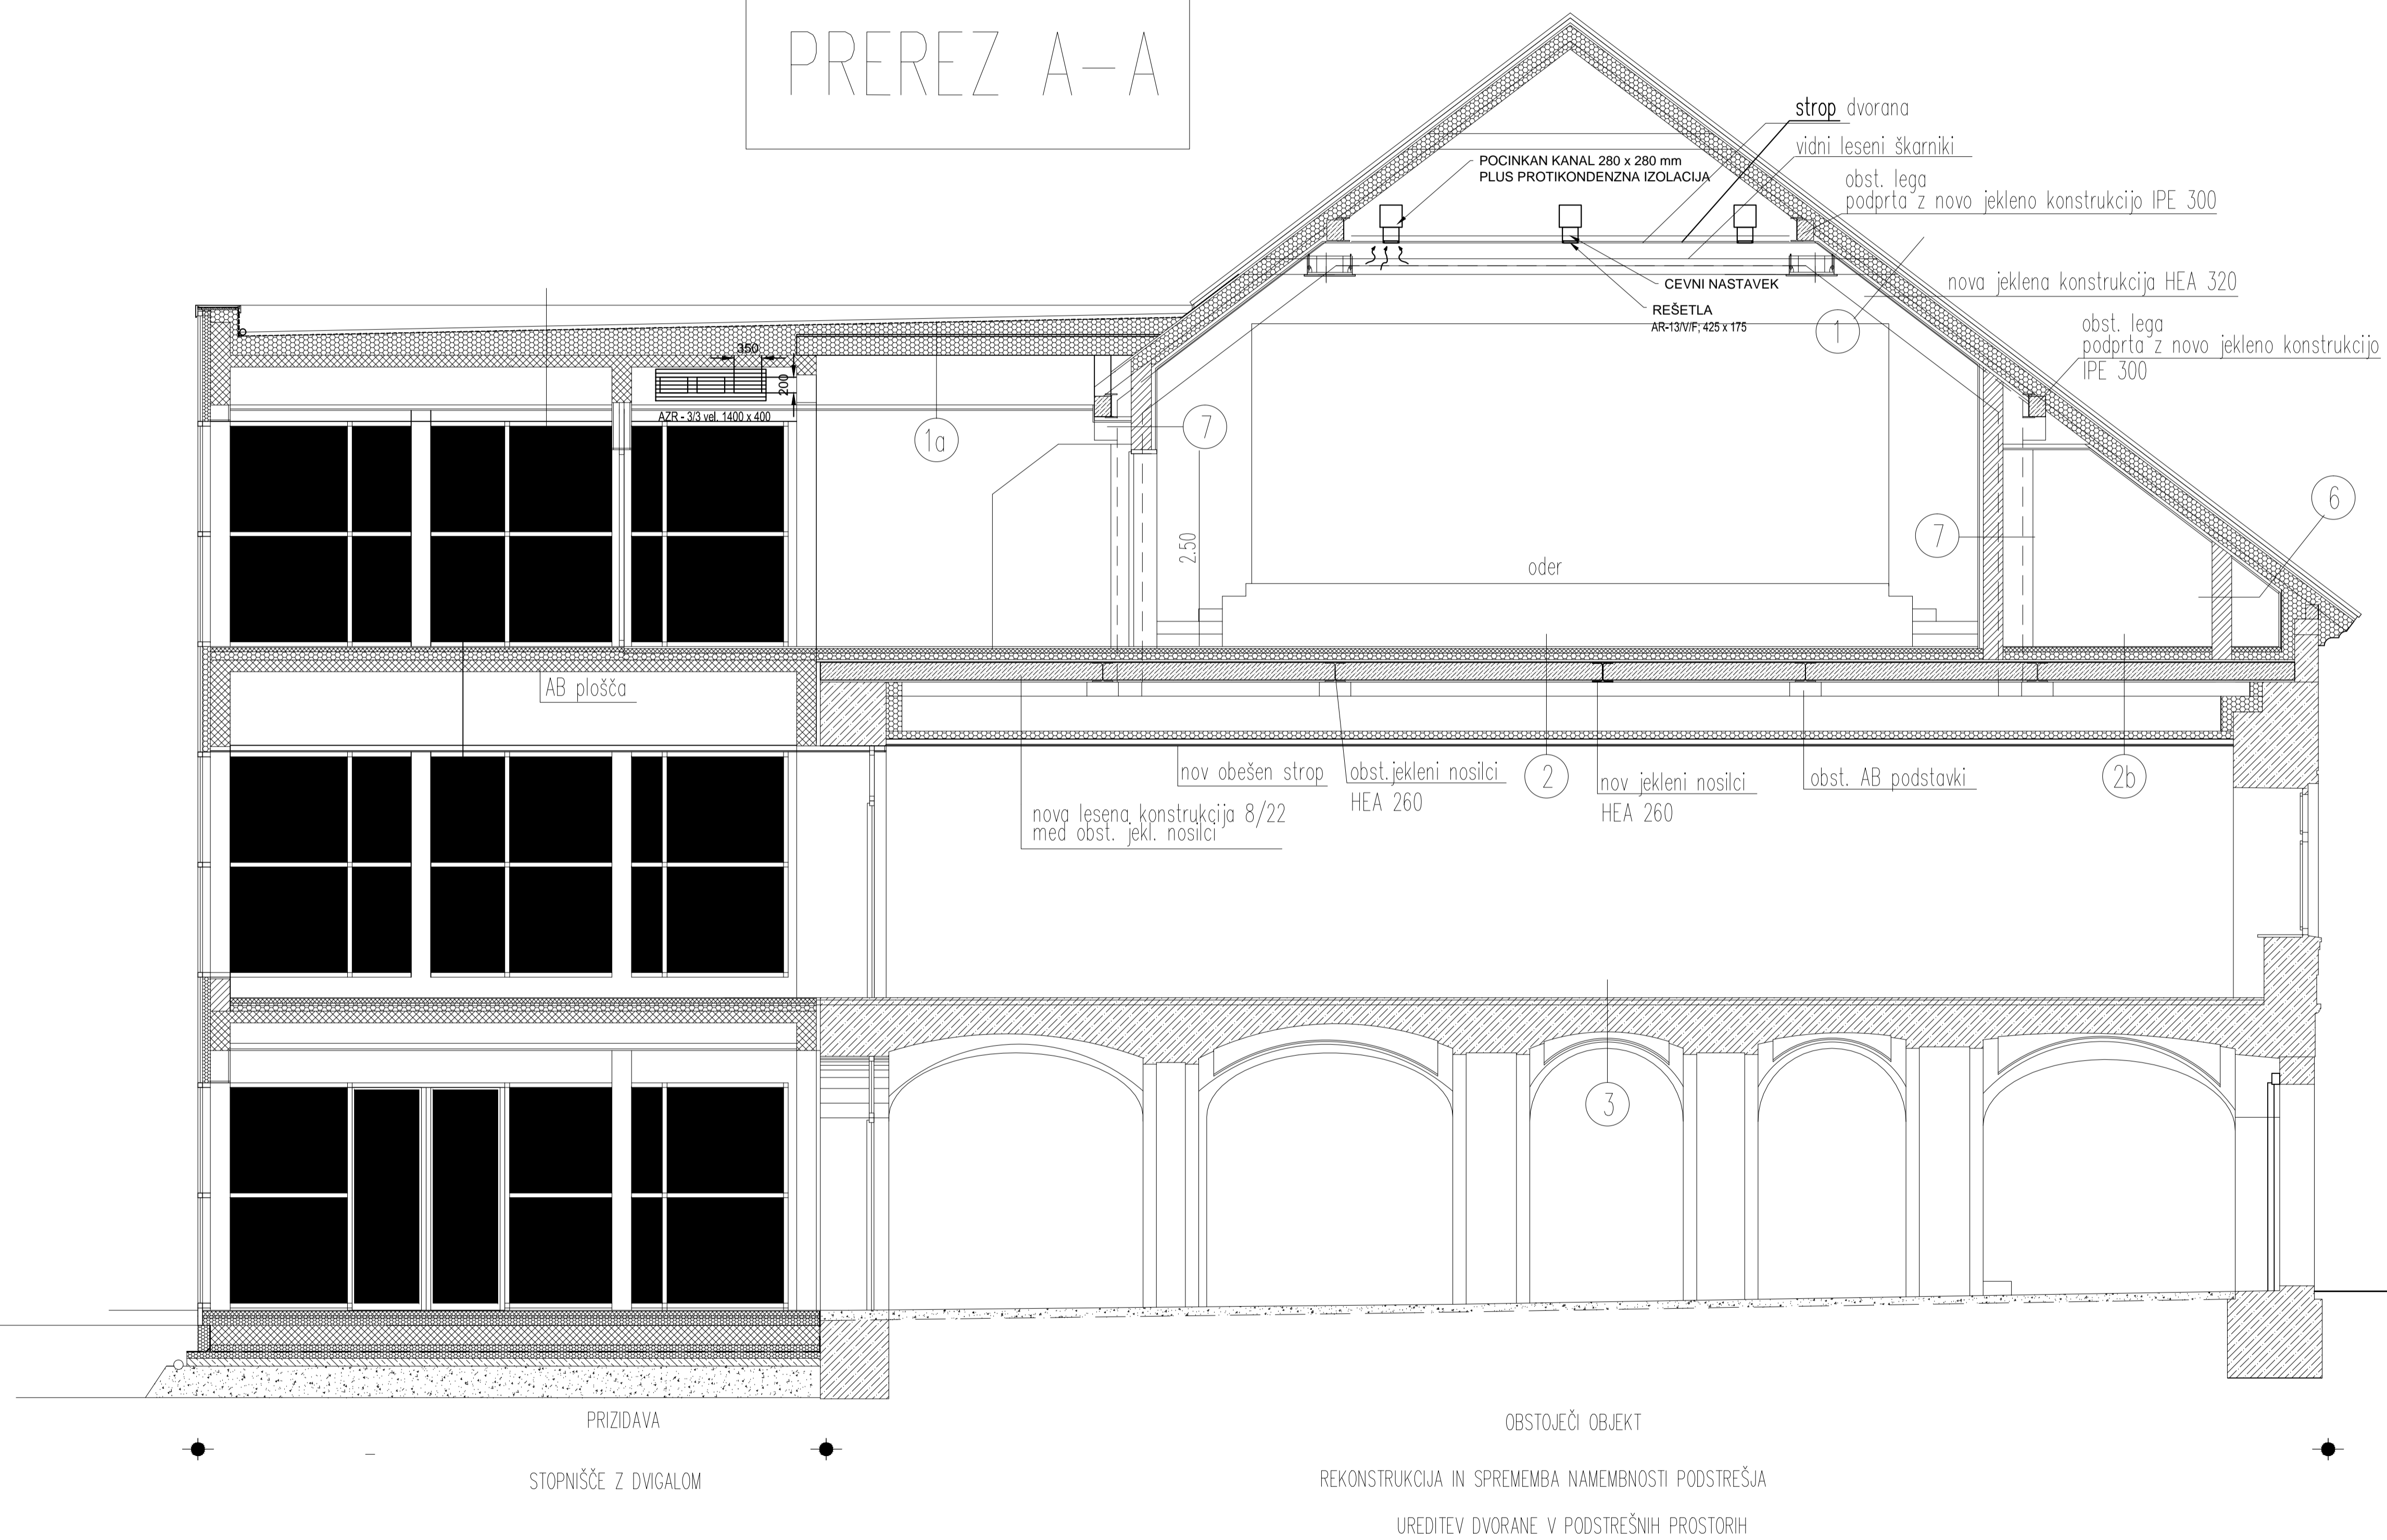 PREREZ A-A
strop dvorana
vidni leseni škarniki
POCINKAN KANAL 280 x 280 mm
PLUS PROTIKONDENZNA IZOLACIJA
obst. lega
podprta z novo jekleno konstrukcijo IPE 300
nova jeklena konstrukcija HEA 320
CEVNI NASTAVEK
REŠETLA
AR-13/V/F; 425 x 175
1
obst. lega
podprta z novo jekleno konstrukcijo
IPE 300
350
200
AZR - 3/3 vel. 1400 x 400
1a
7
6
7
2.50
oder
AB plošča
nov obešen strop
obst.jekleni nosilci
HEA 260
2
nov jekleni nosilci
HEA 260
obst. AB podstavki
2b
nova lesena konstrukcija 8/22
med obst. jekl. nosilci
3
PRIZIDAVA
OBSTOJEČI OBJEKT
STOPNIŠČE Z DVIGALOM
REKONSTRUKCIJA IN SPREMEMBA NAMEMBNOSTI PODSTREŠJA
UREDITEV DVORANE V PODSTREŠNIH PROSTORIH